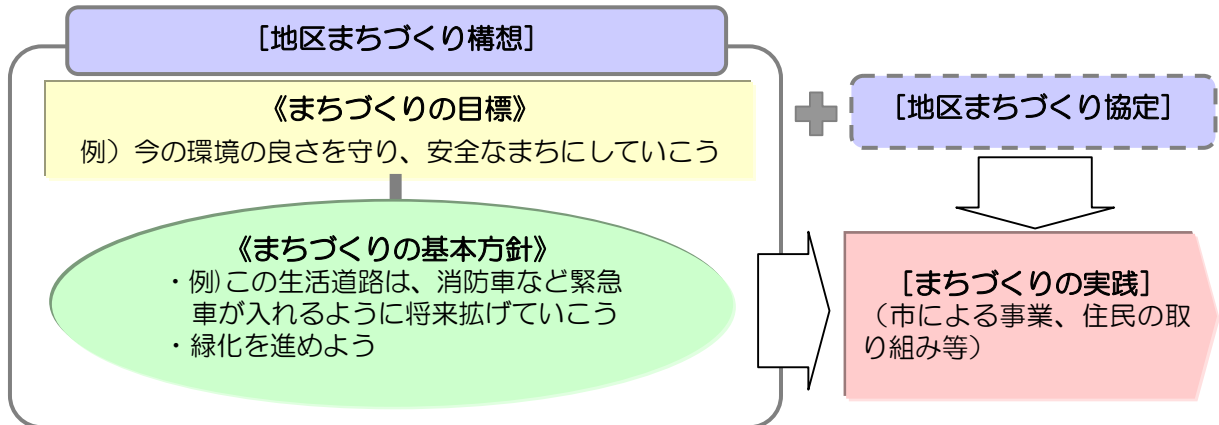 [地区まちづくり構想]
《まちづくりの目標》
例）今の環境の良さを守り、安全なまちにしていこう
《まちづくりの基本方針》
・例)この生活道路は、消防車など緊急
車が入れるように将来拡げていこう
・緑化を進めよう
[地区まちづくり協定]
[まちづくりの実践]
（市による事業、住民の取
り組み等）